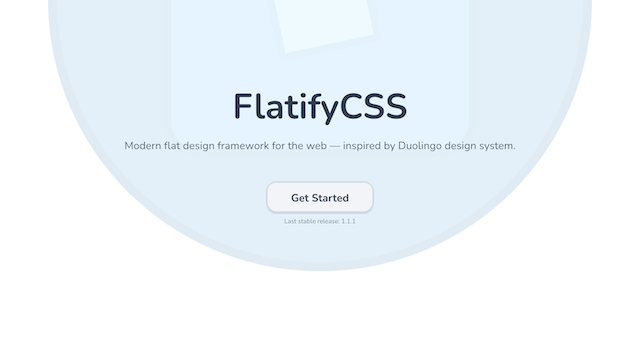 FlatifyCSS
Modern flat design framework for the web — inspired by Duolingo design system.
Get Started
Last stable release: 1.1.1